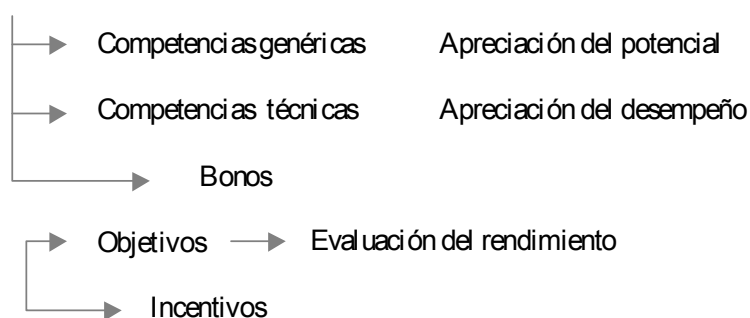 Competencias genéricas Apreciación del potencial
Competencias técnicas Apreciación del desempeño
Bonos
Objetivos Evaluación del rendimiento
Incentivos